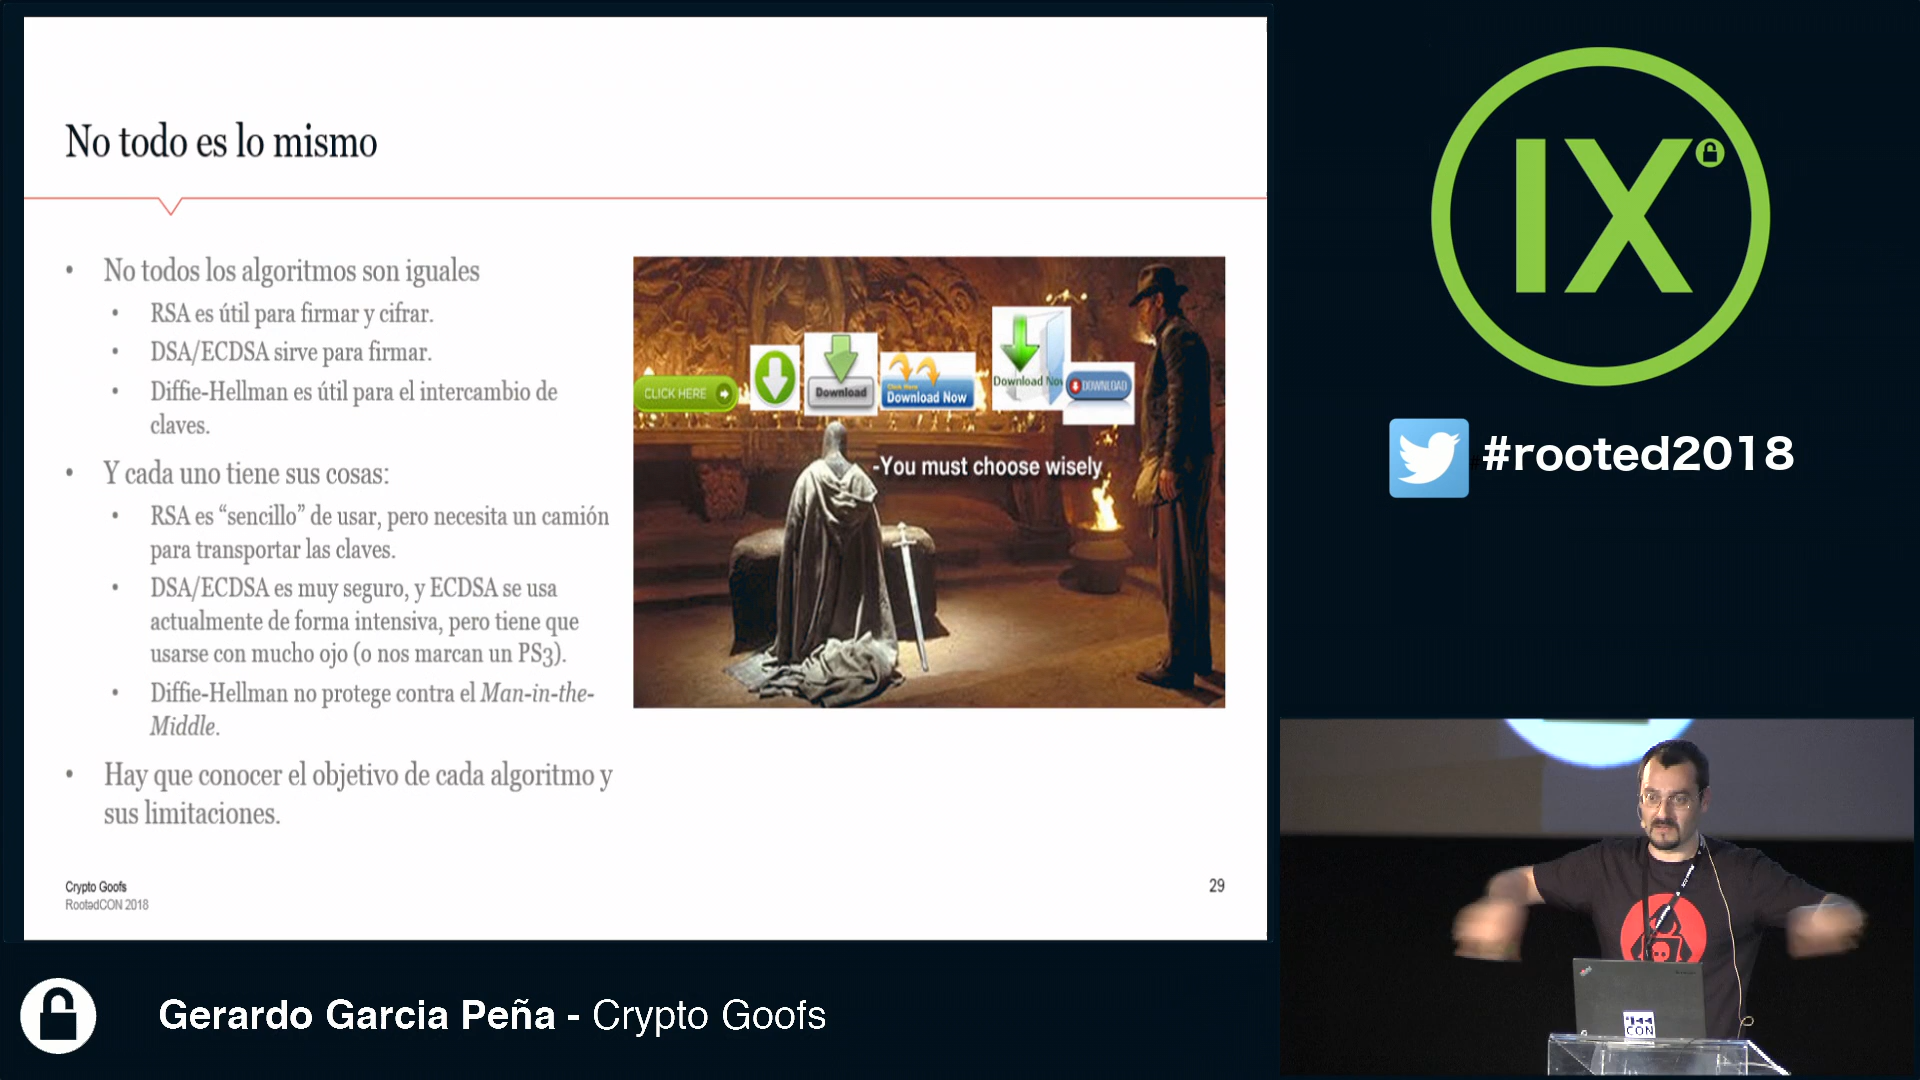 No todo es lo mismo
• No todos los algoritmos son iguales
• RSA es útil para firmar y cifrar.
• DSA/ECDSA sirve para firmar.
• Diffie-Hellman es útil para el intercambio de
claves.
• Y cada uno tiene sus cosas:
• RSA es “sencillo” de usar, pero necesita un camión
para transportar las claves.
• DSA/ECDSA es muy seguro, y ECDSA se usa
actualmente de forma intensiva, pero tiene que
usarse con mucho ojo (o nos marcan un PS3).
• Diffie-Hellman no protege contra el Man-in-the-
Middle.
• Hay que conocer el objetivo de cada algoritmo y
sus limitaciones.
CLICK HERE
Download
Click Here
Download Now
Download Now
DOWNLOAD
-You must choose wisely
Crypto Goofs
RootedCON 2018
29
IX
#rooted2018
CON
Gerardo Garcia Peña - Crypto Goofs